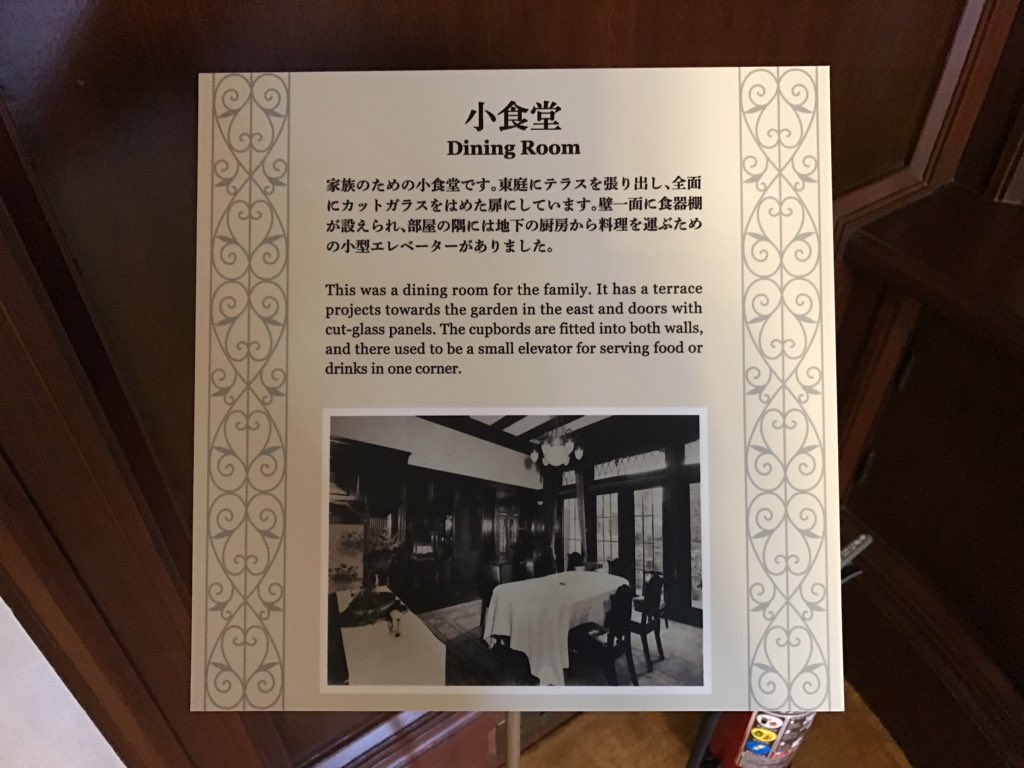 小食堂
Dining Room
家族のための小食堂です。東庭にテラスを張り出し、全面
にカットガラスをはめた扉にしています。壁一面に食器棚
が設えられ、部屋の隅には地下の厨房から料理を運ぶため
の小型エレベーターがありました。
This was a dining room for the family. It has a terrace
projects towards the garden in the east and doors with
cut-glass panels. The cupbords are fitted into both walls,
and there used to be a small elevator for serving food or
drinks in one corner.